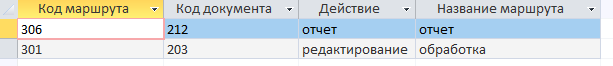 Код маршрута Код документа Действие Название маршрута
306 212 отчет отчет
301 203 редактирование обработка